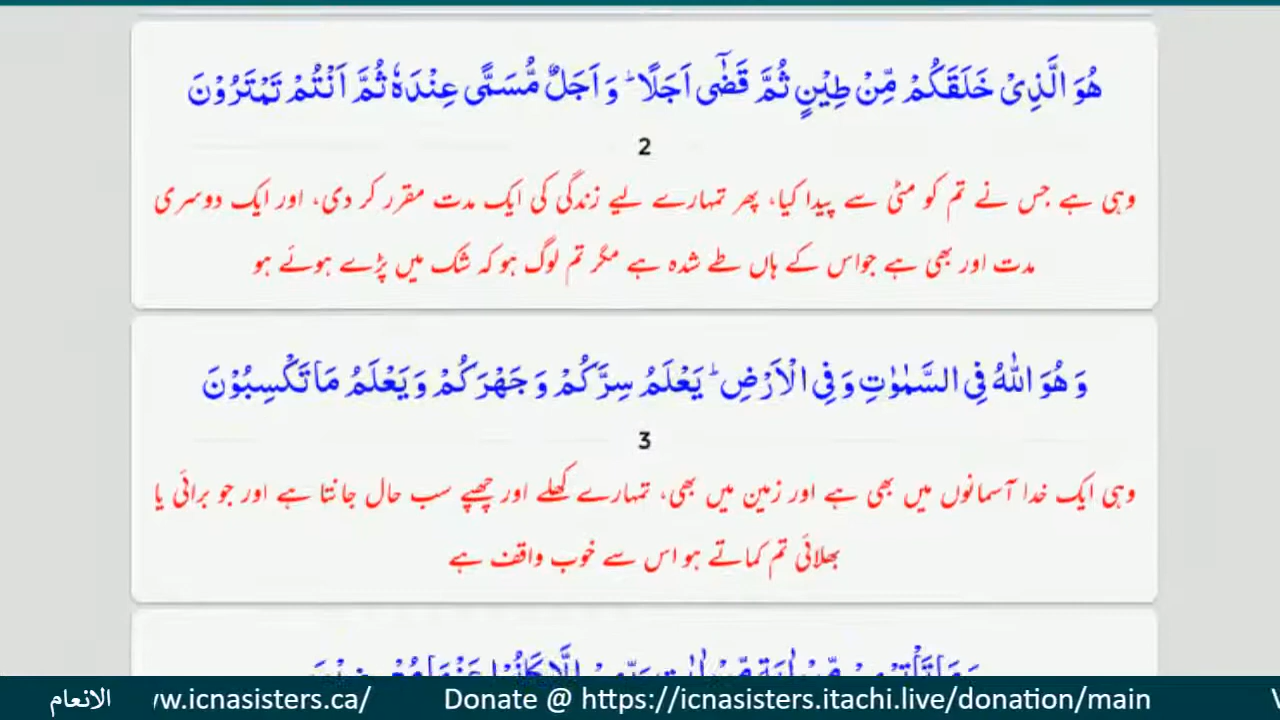 هُوَ الَّذِىۡ خَلَقَكُمۡ مِّنۡ طِيۡنٍ ثُمَّ قَضٰٓى اَجَلًا ​ؕ وَاَجَلٌ مُّسَمًّى عِنۡدَهٗ​ ثُمَّ اَنۡتُمۡ تَمۡتَرُوۡنَ
2
وہی ہے جس نے تم کو مٹی سے پیدا کیا، پھر تمہارے لیے زندگی کی ایک مدت مقرر کر دی، اور ایک دوسری
مدت اور بھی ہے جواس کے ہاں طے شدہ ہے مگر تم لوگ ہو کہ شک میں پڑے ہوئے ہو
وَهُوَ اللّٰهُ فِى السَّمٰوٰتِ وَفِى الۡاَرۡضِ​ؕ يَعۡلَمُ سِرَّكُمۡ وَ جَهۡرَكُمۡ وَيَعۡلَمُ مَا تَكۡسِبُوۡنَ
3
وہی ایک خدا آسمانوں میں بھی ہے اور زمین میں بھی، تمہارے کھلے اور چھپے سب حال جانتا ہے اور جو برائی یا
بھلائی تم کماتے ہو اس سے خوب واقف ہے
الانعام
w.icnasisters.ca/ Donate @ https://icnasisters.itachi.live/donation/main